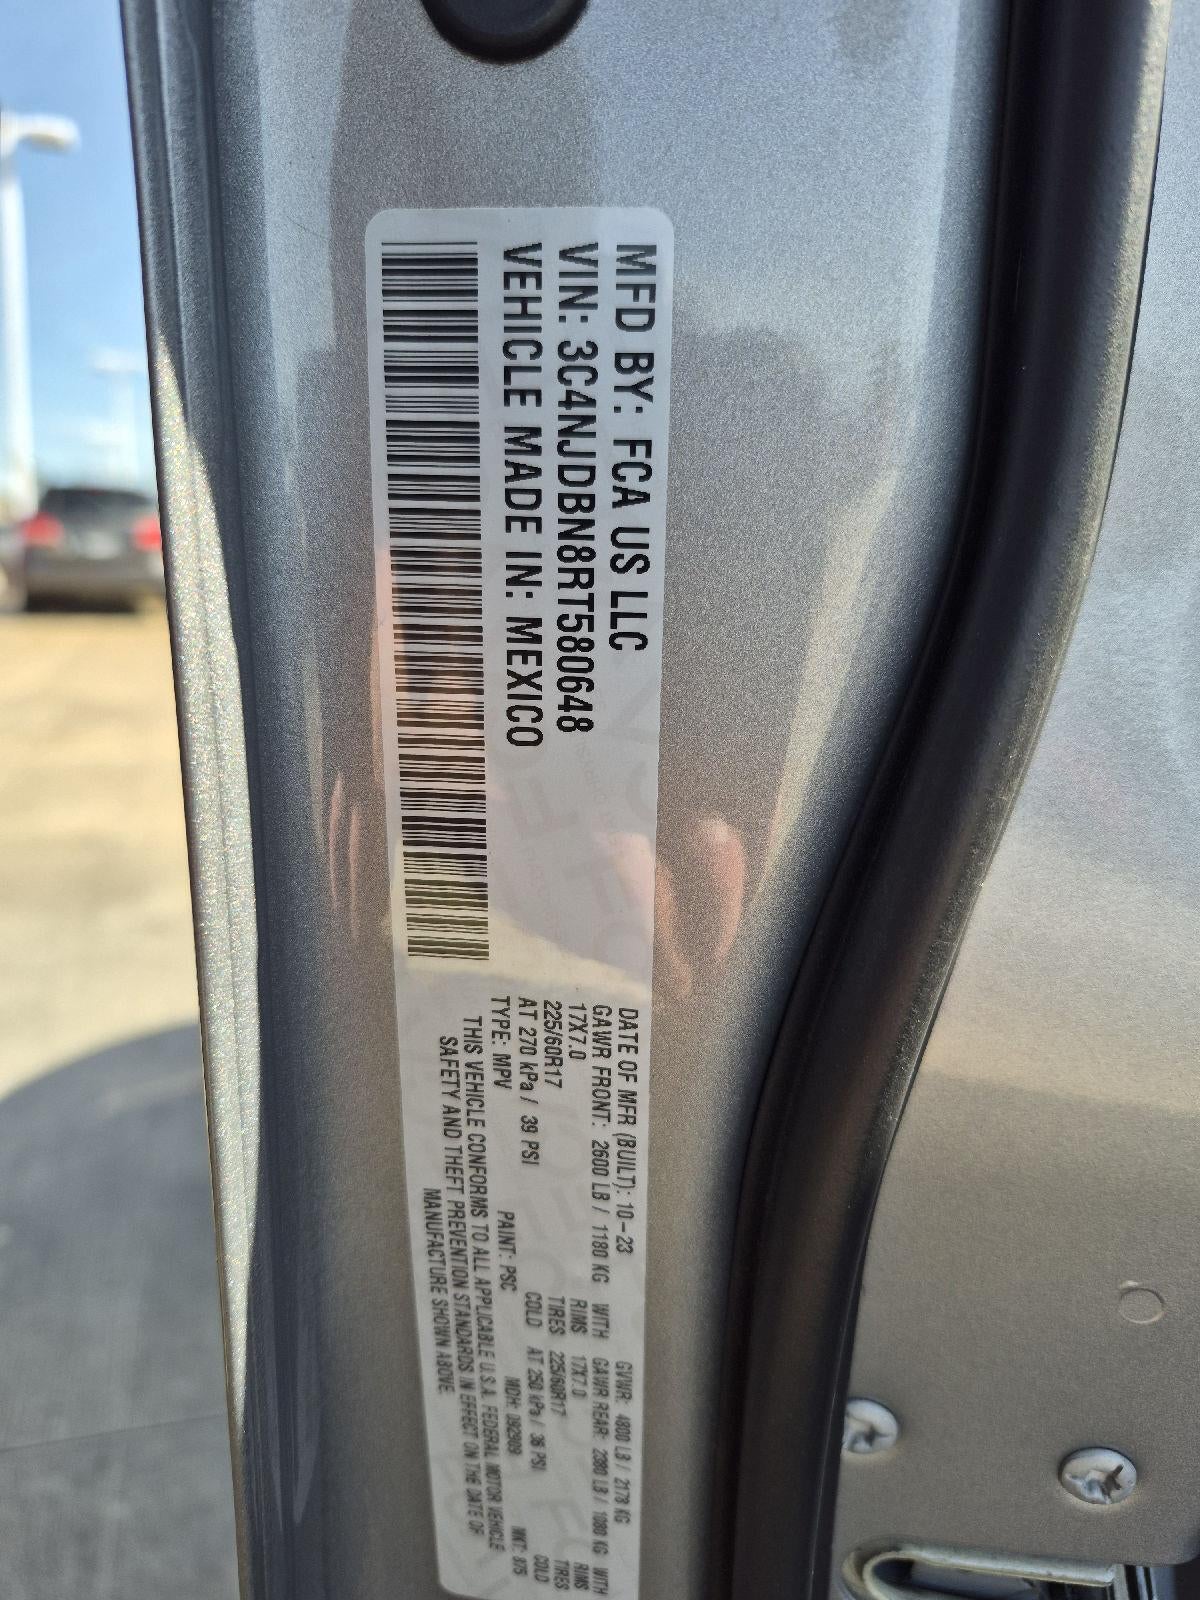 MFD BY: FCA US LLC
VIN: 3C4NJDBN8RT580648
VEHICLE MADE IN: MEXICO
DATE OF MFR (BUILT): 10-23 GVWR: 4800 LB / 2178 KG
GAWR FRONT: 2600 LB / 1180 KG WITH GAWR REAR: 2380 LB / 1080 KG WITH
17X7.0 RIMS 17X7.0 RIMS
225/60R17 TIRES 225/60R17 TIRES
AT 270 kPa / 39 PSI COLD AT 250 kPa / 36 PSI COLD
TYPE: MPV PAINT: PSC MDH: 092909 MKT: 875
THIS VEHICLE CONFORMS TO ALL APPLICABLE U.S.A. FEDERAL MOTOR VEHICLE
SAFETY AND THEFT PREVENTION STANDARDS IN EFFECT ON THE DATE OF
MANUFACTURE SHOWN ABOVE.